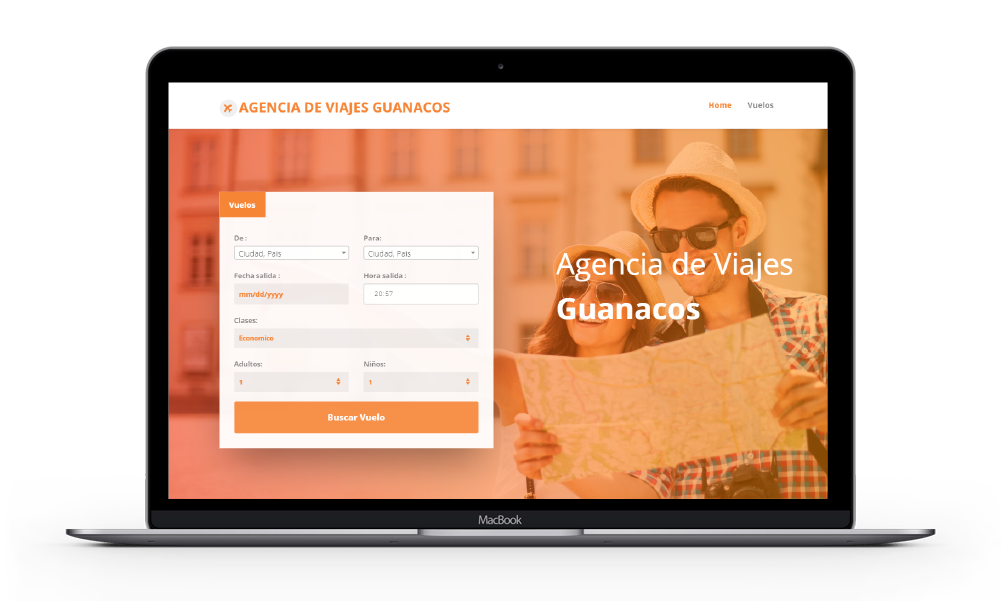 AGENCIA DE VIAJES GUANACOS
Home Vuelos
Vuelos
De : Para:
Ciudad, Pais Ciudad, Pais
Fecha salida : Hora salida :
mm/dd/yyyy 20:57
Clases:
Economico
Adultos: Niños:
1 1
Buscar Vuelo
Agencia de Viajes
Guanacos
MacBook